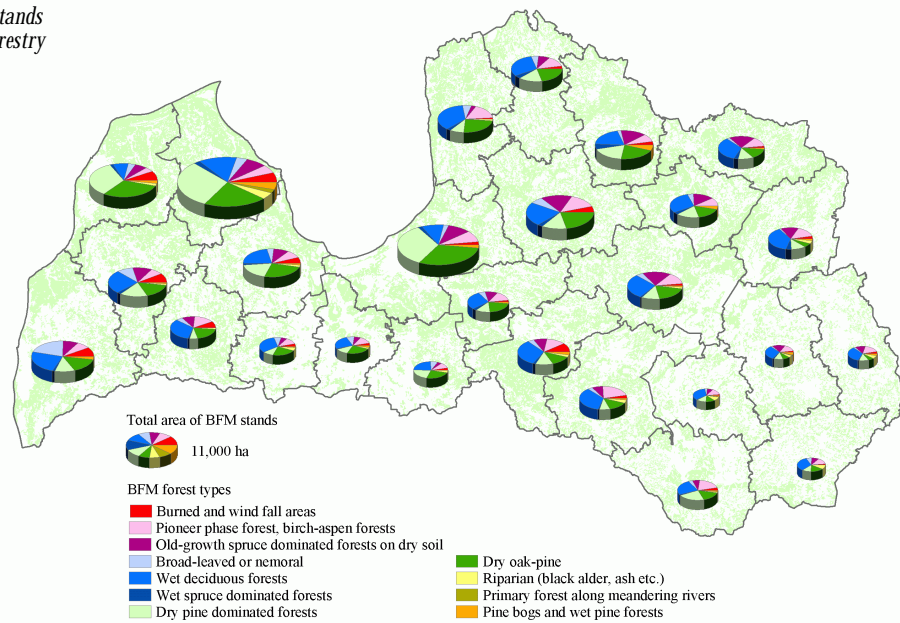 tands
restry
Total area of BFM stands
11,000 ha
BFM forest types
Burned and wind fall areas
Pioneer phase forest, birch-aspen forests
Old-growth spruce dominated forests on dry soil
Broad-leaved or nemoral
Wet deciduous forests
Wet spruce dominated forests
Dry pine dominated forests
Dry oak-pine
Riparian (black alder, ash etc.)
Primary forest along meandering rivers
Pine bogs and wet pine forests